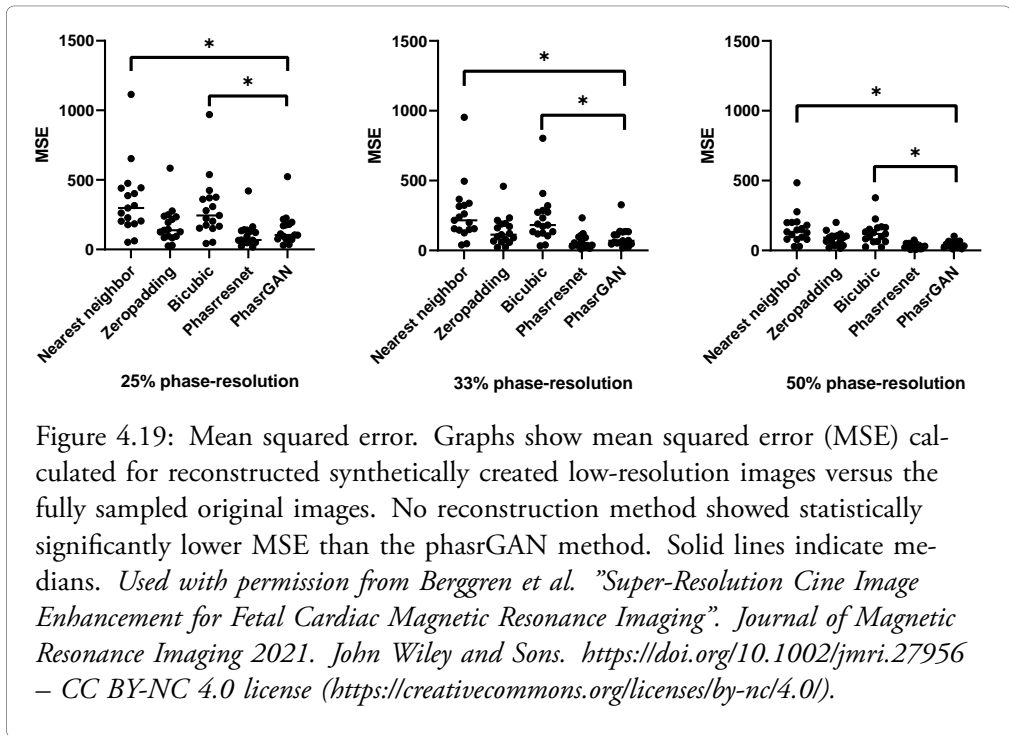 1500
1000
500
0
MSE
*
*
Nearest neighbor
Zeropadding
Bicubic
Phasrresnet
PhasrGAN
25% phase-resolution
1500
1000
500
0
MSE
*
*
Nearest neighbor
Zeropadding
Bicubic
Phasrresnet
PhasrGAN
33% phase-resolution
1500
1000
500
0
MSE
*
*
Nearest neighbor
Zeropadding
Bicubic
Phasrresnet
PhasrGAN
50% phase-resolution
Figure 4.19: Mean squared error. Graphs show mean squared error (MSE) cal-
culated for reconstructed synthetically created low-resolution images versus the
fully sampled original images. No reconstruction method showed statistically
significantly lower MSE than the phasrGAN method. Solid lines indicate me-
dians. Used with permission from Berggren et al. ”Super-Resolution Cine Image
Enhancement for Fetal Cardiac Magnetic Resonance Imaging”. Journal of Magnetic
Resonance Imaging 2021. John Wiley and Sons. https://doi.org/10.1002/jmri.27956
– CC BY-NC 4.0 license (https://creativecommons.org/licenses/by-nc/4.0/).